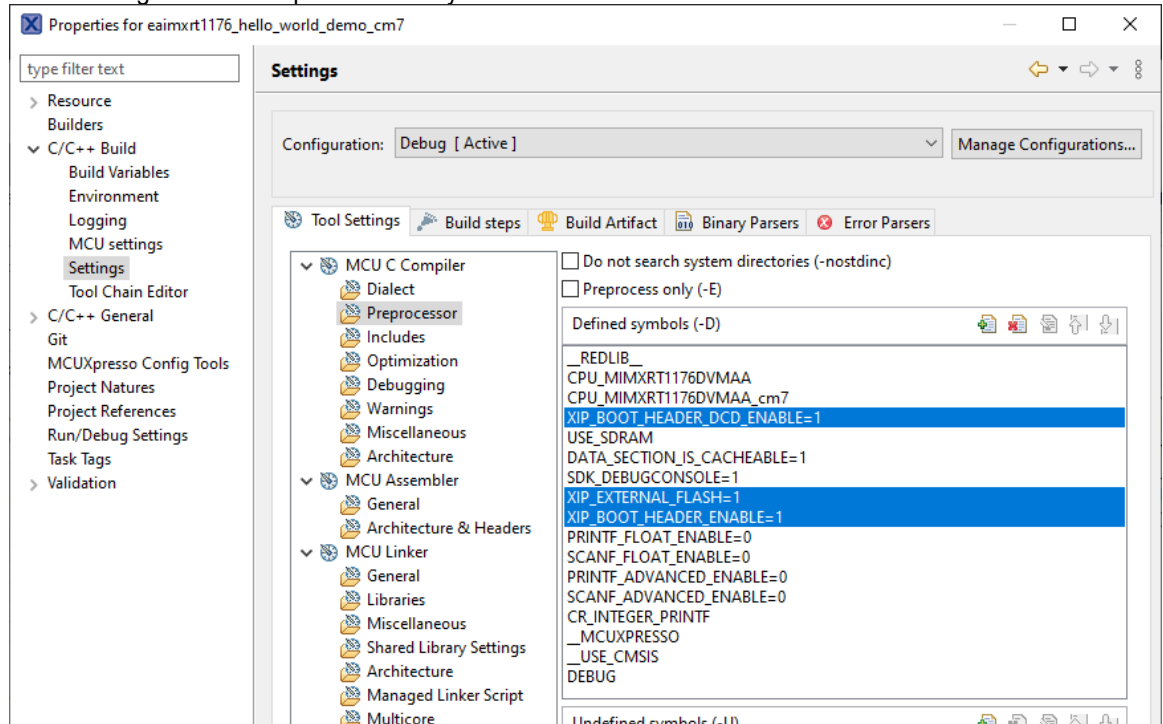 Properties for eaimxrt1176_hello_world_demo_cm7
type filter text
Resource
Builders
C/C++ Build
Build Variables
Environment
Logging
MCU settings
Settings
Tool Chain Editor
C/C++ General
Git
MCUXpresso Config Tools
Project Natures
Project References
Run/Debug Settings
Task Tags
Validation
Settings
Configuration: Debug [ Active ] Manage Configurations...
Tool Settings Build steps Build Artifact Binary Parsers Error Parsers
MCU C Compiler
Dialect
Preprocessor
Includes
Optimization
Debugging
Warnings
Miscellaneous
Architecture
MCU Assembler
General
Architecture & Headers
MCU Linker
General
Libraries
Miscellaneous
Shared Library Settings
Architecture
Managed Linker Script
Multicore
Do not search system directories (-nostdinc)
Preprocess only (-E)
Defined symbols (-D)
__REDLIB__
CPU_MIMXRT1176DVMAA
CPU_MIMXRT1176DVMAA_cm7
XIP_BOOT_HEADER_DCD_ENABLE=1
USE_SDRAM
DATA_SECTION_IS_CACHEABLE=1
SDK_DEBUGCONSOLE=1
XIP_EXTERNAL_FLASH=1
XIP_BOOT_HEADER_ENABLE=1
PRINTF_FLOAT_ENABLE=0
SCANF_FLOAT_ENABLE=0
PRINTF_ADVANCED_ENABLE=0
SCANF_ADVANCED_ENABLE=0
CR_INTEGER_PRINTF
__MCUXPRESSO
__USE_CMSIS
DEBUG
Undefined symbols (-U)